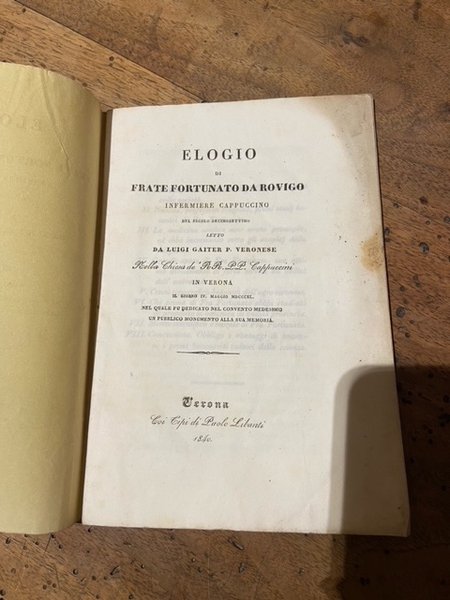 ELOGIO
DI
FRATE FORTUNATO DA ROVIGO
INFERMIERE CAPPUCCINO
DEL SECOLO DECIMOSETTIMO
LETTO
DA LUIGI GAITER P. VERONESE
Nella Chiesa de' RR. PP. Cappuccini
IN VERONA
IL GIORNO IV. MAGGIO MDCCCXL.
NEL QUALE FU DEDICATO NEL CONVENTO MEDESIMO
UN PUBBLICO MONUMENTO ALLA SUA MEMORIA.
Verona
Coi Tipi di Paolo Libanti
1840.